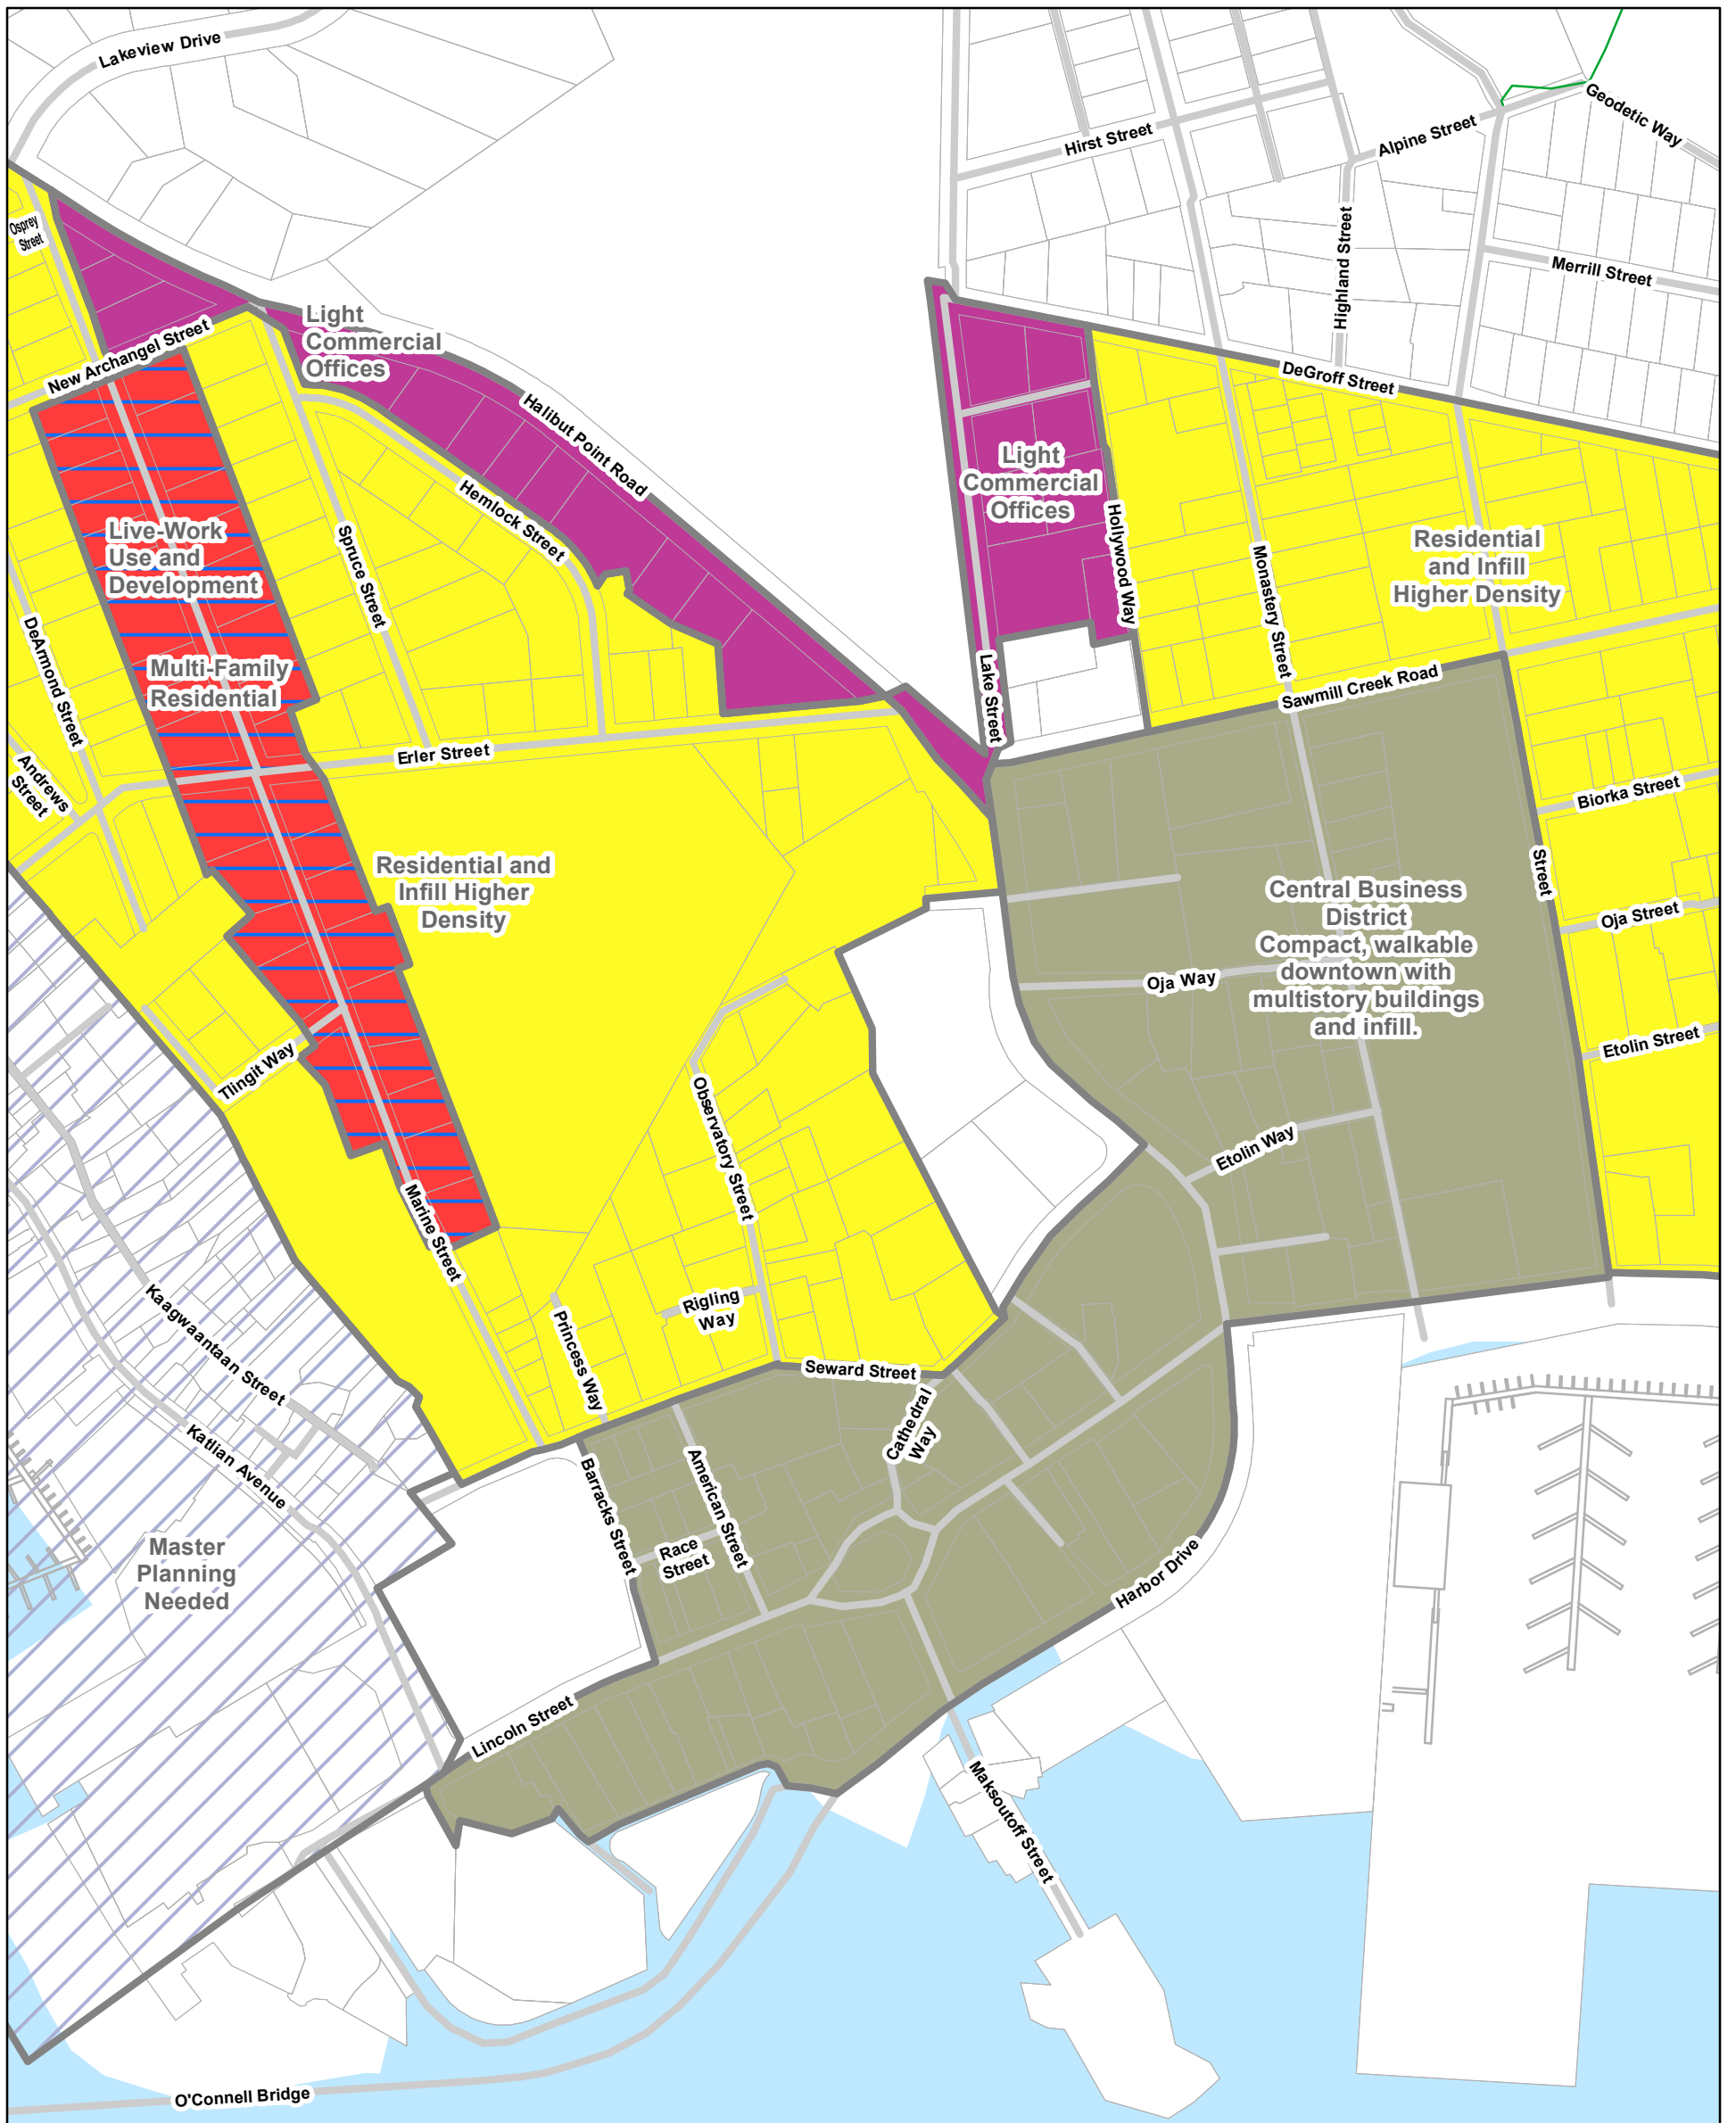 Lakeview Drive
Geodetic Way
Alpine Street
Hirst Street
Osprey
Street
Highland Street
Merrill Street
Light
Commercial
Offices
New Archangel Street
DeGroff Street
Halibut Point Road
Light
Commercial
Offices
Hemlock Street
Hollywood Way
Live-Work
Use and
Development
Spruce Street
Monastery Street
Residential
and Infill
Higher Density
DeArmond Street
Multi-Family
Residential
Lake Street
Sawmill Creek Road
Erler Street
Andrews
Street
Biorka Street
Residential and
Infill Higher
Density
Street
Central Business
District
Compact, walkable
downtown with
multistory buildings
and infill.
Oja Street
Oja Way
Etolin Street
Tlingit Way
Observatory Street
Etolin Way
Marine Street
Kaagwaantaan Street
Rigling
Way
Princess Way
Seward Street
Cathedral
Way
Katlian Avenue
Barracks Street
American Street
Race
Street
Master
Planning
Needed
Harbor Drive
Lincoln Street
Maksoutoff Street
O'Connell Bridge